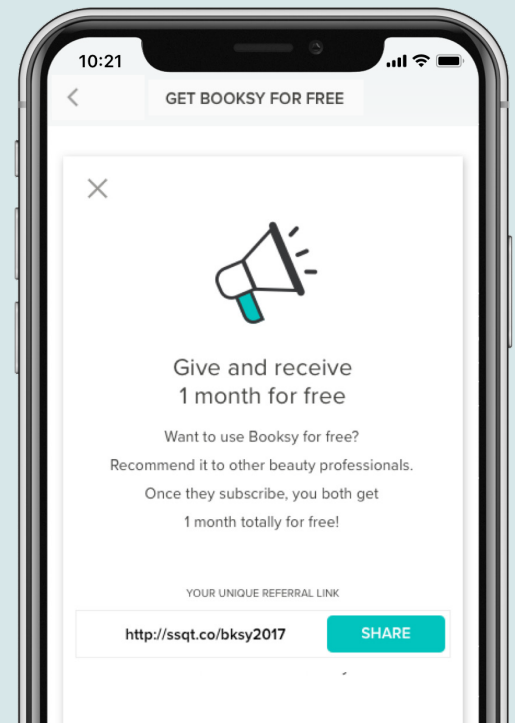 10:21
GET BOOKSY FOR FREE
Give and receive
1 month for free
Want to use Booksy for free?
Recommend it to other beauty professionals.
Once they subscribe, you both get
1 month totally for free!
YOUR UNIQUE REFERRAL LINK
http://ssqt.co/bksy2017
SHARE